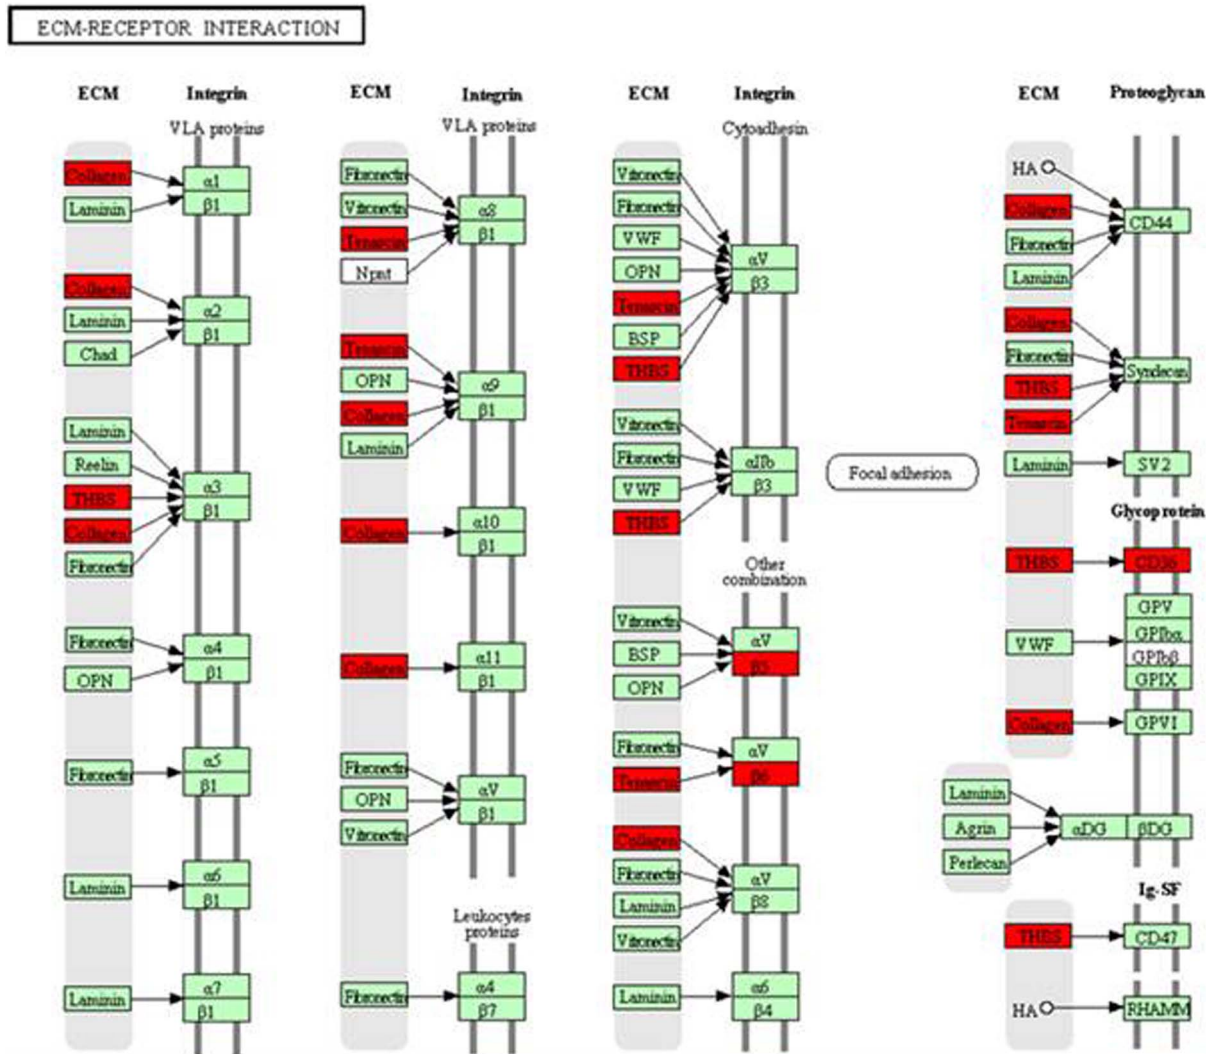 ECM-RECEPTOR INTERACTION
ECM Integrin
VLA proteins
Collagen
Laminin
α1
β1
Collagen
Laminin
Chad
α2
β1
Laminin
Reelin
THBS
Collagen
Fibronectin
α3
β1
Fibronectin
OPN
α4
β1
Fibronectin
α5
β1
Laminin
α6
β1
Laminin
α7
β1
ECM Integrin
VLA proteins
Fibronectin
Vitronectin
Tenascin
Npnt
α8
β1
Tenascin
OPN
Collagen
Laminin
α9
β1
Collagen
α10
β1
Collagen
α11
β1
Fibronectin
OPN
Vitronectin
αV
β1
Leukocytes
proteins
Fibronectin
α4
β7
ECM Integrin
Cytoadhesin
Vitronectin
Fibronectin
VWF
OPN
Tenascin
BSP
THBS
αV
β3
Vitronectin
Fibronectin
VWF
THBS
αIIb
β3
Other
combination
Vitronectin
BSP
OPN
αV
β5
Fibronectin
Tenascin
αV
β6
Collagen
Fibronectin
Laminin
Vitronectin
αV
β8
Laminin
α6
β4
Focal adhesion
ECM Proteoglycan
HA
Collagen
Fibronectin
Laminin
CD44
Collagen
Fibronectin
THBS
Tenascin
Syndecan
Laminin
SV2
Glycoprotein
THBS
CD36
VWF
GPV
GPIbα
GPIbβ
GPIX
Collagen
GPVI
Laminin
Agrin
Perlecan
αDG
βDG
Ig-SF
THBS
CD47
HA
RHAMM